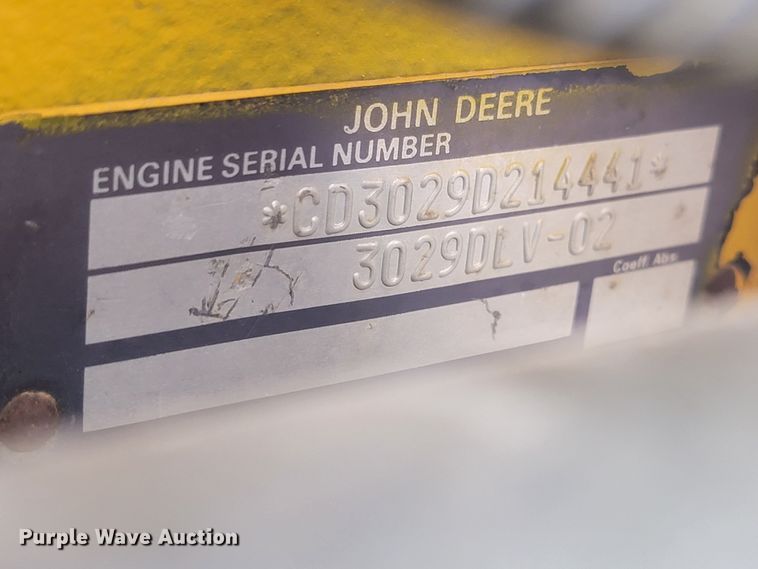 JOHN DEERE
ENGINE SERIAL NUMBER
*CD3029D214441*
3029DLV-02
Coeff. Abs.
Purple Wave Auction